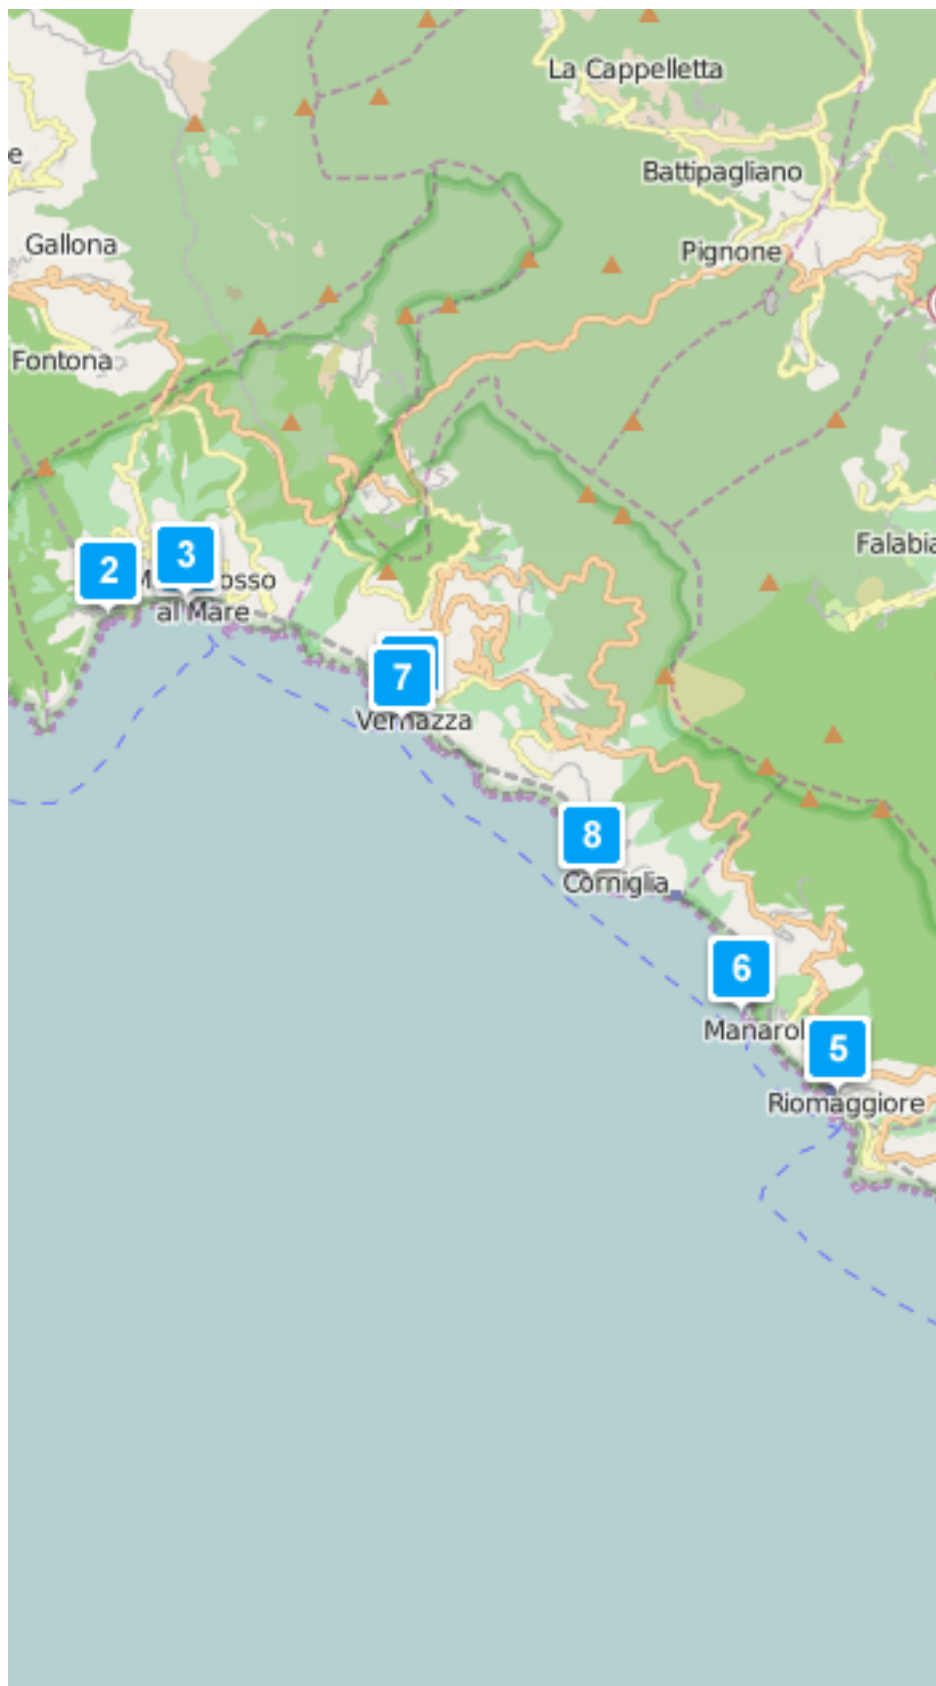 La Cappelletta
e
Battipagliano
Gallona
Pignone
Fontona
Falabia
3
2
M osso
al Mare
7
Vernazza
8
Corniglia
6
Manarol
5
Riomaggiore